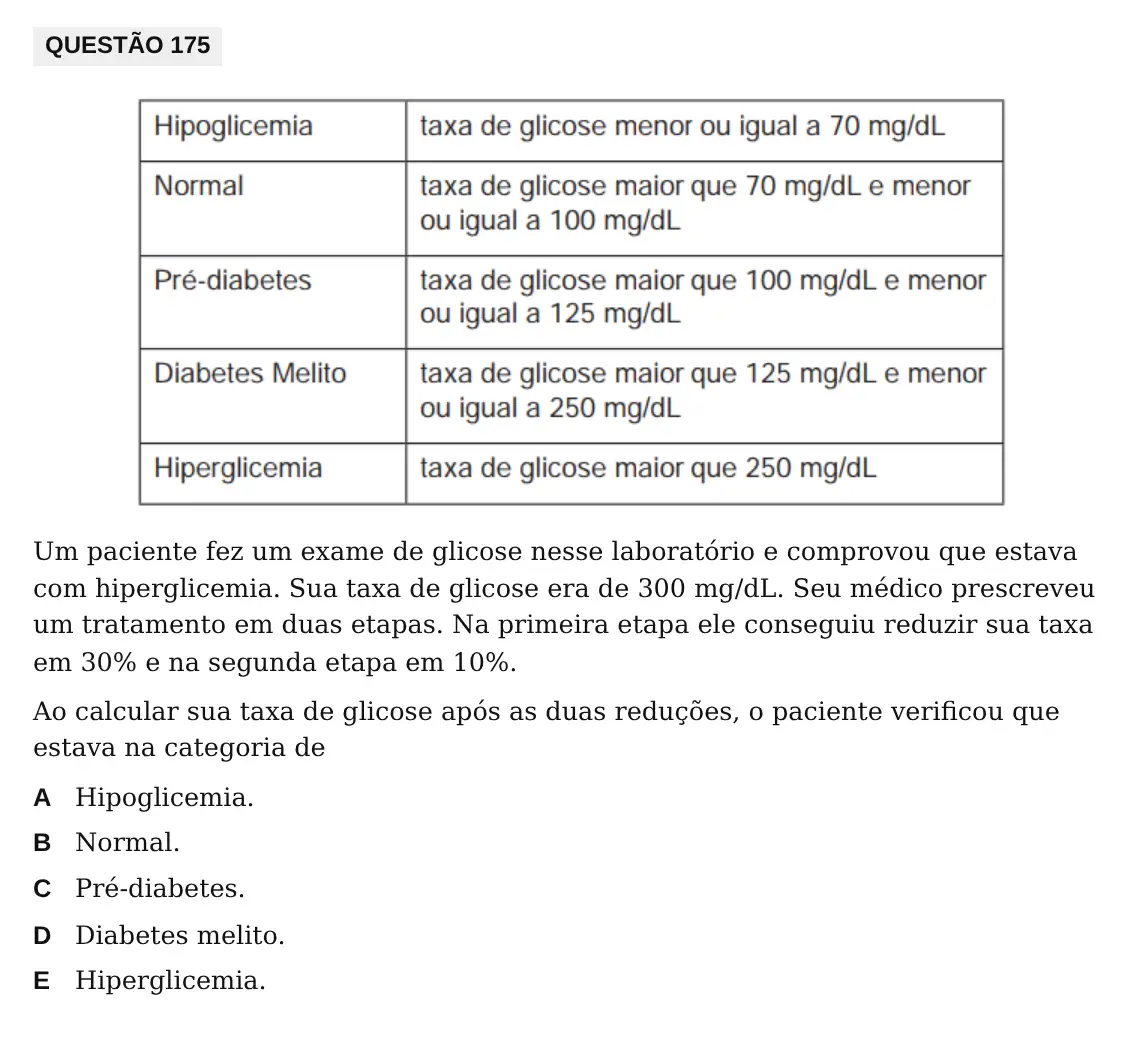 QUESTÃO 175
Hipoglicemia taxa de glicose menor ou igual a 70 mg/dL
Normal taxa de glicose maior que 70 mg/dL e menor
ou igual a 100 mg/dL
Pré-diabetes taxa de glicose maior que 100 mg/dL e menor
ou igual a 125 mg/dL
Diabetes Melito taxa de glicose maior que 125 mg/dL e menor
ou igual a 250 mg/dL
Hiperglicemia taxa de glicose maior que 250 mg/dL
Um paciente fez um exame de glicose nesse laboratório e comprovou que estava
com hiperglicemia. Sua taxa de glicose era de 300 mg/dL. Seu médico prescreveu
um tratamento em duas etapas. Na primeira etapa ele conseguiu reduzir sua taxa
em 30% e na segunda etapa em 10%.
Ao calcular sua taxa de glicose após as duas reduções, o paciente verificou que
estava na categoria de
A Hipoglicemia.
B Normal.
C Pré-diabetes.
D Diabetes melito.
E Hiperglicemia.